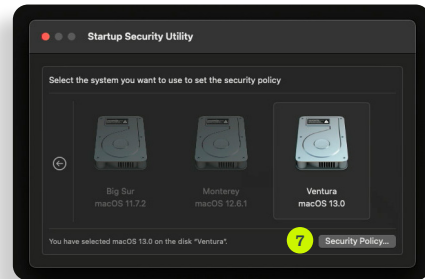 Startup Security Utility
Select the system you want to use to set the security policy
Big Sur
macOS 11.7.2
Monterey
macOS 12.6.1
Ventura
macOS 13.0
You have selected macOS 13.0 on the disk "Ventura".
7
Security Policy...